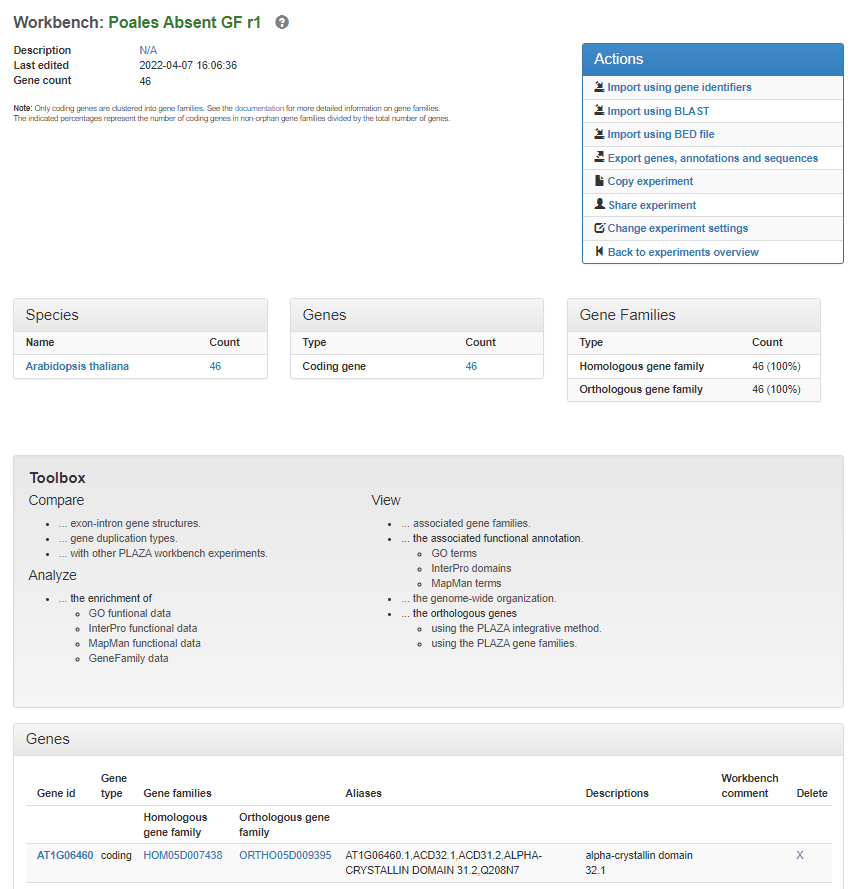 Workbench: Poales Absent GF r1 ?
Description N/A
Last edited 2022-04-07 16:06:36
Gene count 46
Note: Only coding genes are clustered into gene families. See the documentation for more detailed information on gene families.
The indicated percentages represent the number of coding genes in non-orphan gene families divided by the total number of genes.
Actions
Import using gene identifiers
Import using BLAST
Import using BED file
Export genes, annotations and sequences
Copy experiment
Share experiment
Change experiment settings
Back to experiments overview
Species
Name Count
Arabidopsis thaliana 46
Genes
Type Count
Coding gene 46
Gene Families
Type Count
Homologous gene family 46 (100%)
Orthologous gene family 46 (100%)
Toolbox
Compare
... exon-intron gene structures.
... gene duplication types.
... with other PLAZA workbench experiments.
Analyze
... the enrichment of
GO funtional data
InterPro functional data
MapMan functional data
GeneFamily data
View
... associated gene families.
... the associated functional annotation.
GO terms
InterPro domains
MapMan terms
... the genome-wide organization.
... the orthologous genes
using the PLAZA integrative method.
using the PLAZA gene families.
Genes
Gene id Gene type Gene families Aliases Descriptions Workbench comment Delete
Homologous gene family Orthologous gene family
AT1G06460 coding HOM05D007438 ORTHO05D009395 AT1G06460.1,ACD32.1,ACD31.2,ALPHA- alpha-crystallin domain X
CRYSTALLIN DOMAIN 31.2,Q208N7 32.1